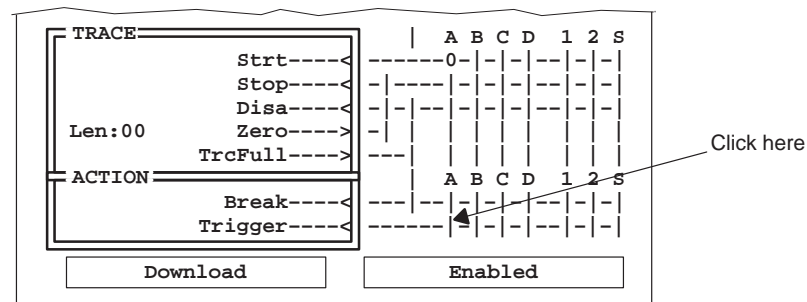 TRACE | A B C D 1 2 S
Strt----< ------0-|-|-|--|-|-|
Stop----< -|----|-|-|-|--|-|-|
Disa----< -|-|--|-|-|-|--|-|-|
Len:00 Zero----> -| | | | | | | | |
TrcFull----> ---| | | | | | | |
ACTION | A B C D 1 2 S
Break----< ---|--|-|-|-|--|-|-|
Trigger----< ------|-|-|-|--|-|-|
Click here
Download Enabled